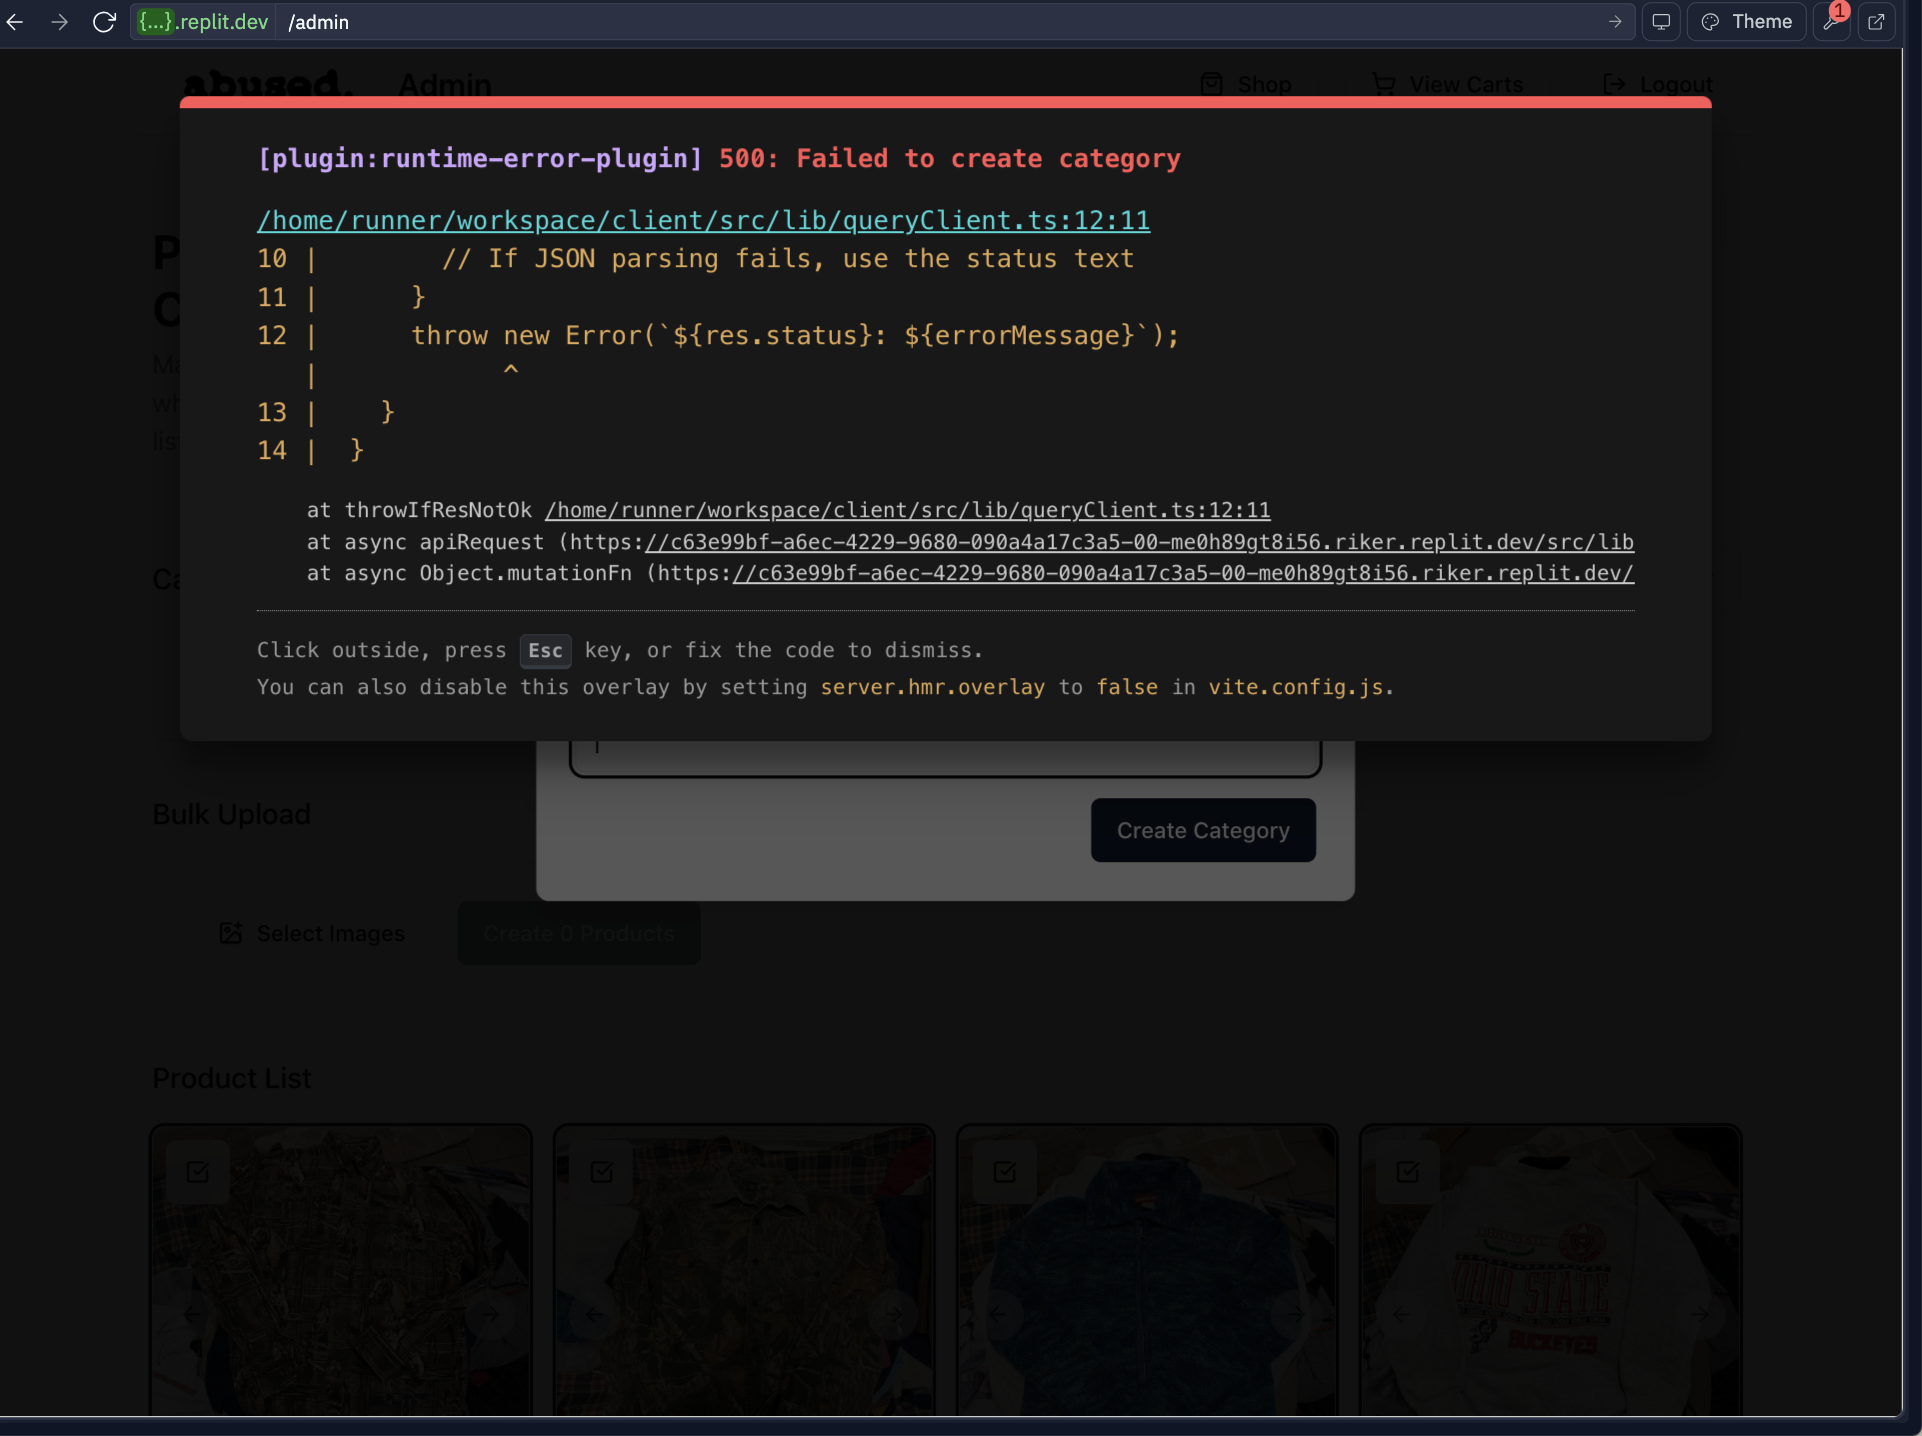 {...}.replit.dev /admin Theme 1
abused. Admin Shop View Carts Logout
[plugin:runtime-error-plugin] 500: Failed to create category
/home/runner/workspace/client/src/lib/queryClient.ts:12:11
10 | // If JSON parsing fails, use the status text
11 | }
12 | throw new Error(`${res.status}: ${errorMessage}`);
| ^
13 | }
14 | }
at throwIfResNotOk /home/runner/workspace/client/src/lib/queryClient.ts:12:11
at async apiRequest (https://c63e99bf-a6ec-4229-9680-090a4a17c3a5-00-me0h89gt8i56.riker.replit.dev/src/lib
at async Object.mutationFn (https://c63e99bf-a6ec-4229-9680-090a4a17c3a5-00-me0h89gt8i56.riker.replit.dev/
Click outside, press Esc key, or fix the code to dismiss.
You can also disable this overlay by setting server.hmr.overlay to false in vite.config.js.
Bulk Upload
Create Category
Select Images Create 0 Products
Product List
OHIO STATE
BUCKEYES